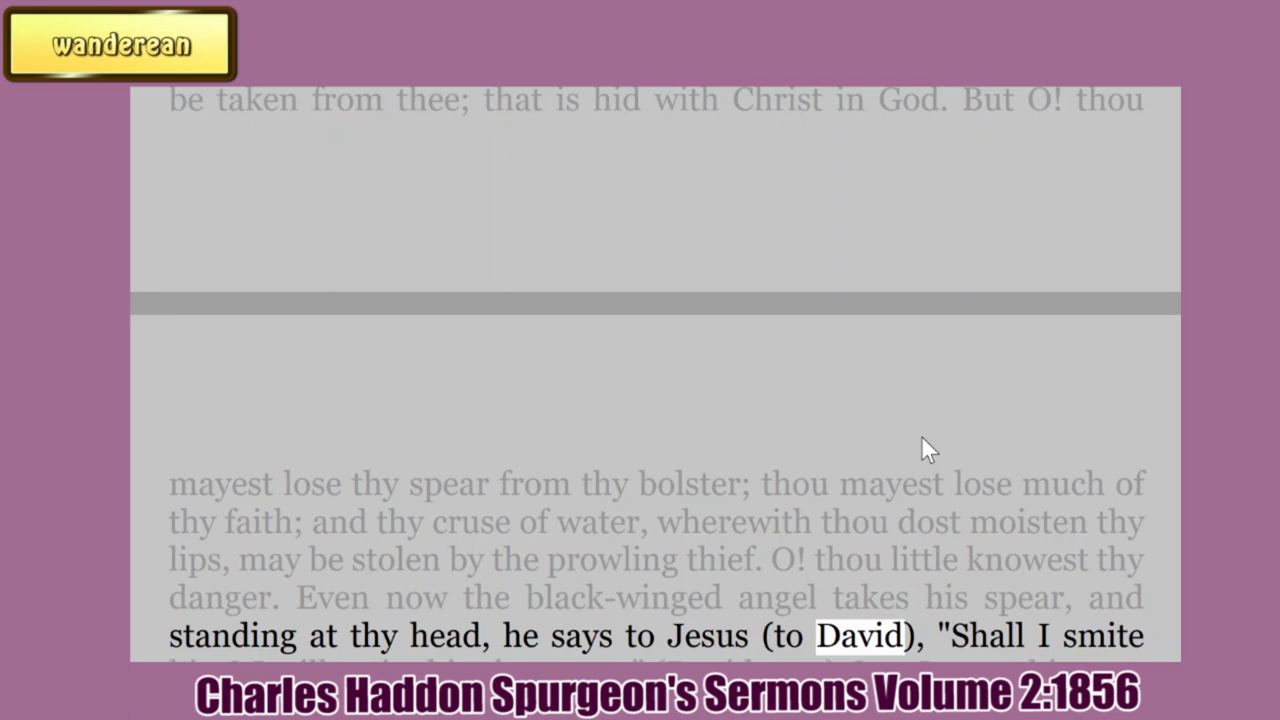 wanderean
be taken from thee; that is hid with Christ in God. But O! thou
mayest lose thy spear from thy bolster; thou mayest lose much of
thy faith; and thy cruse of water, wherewith thou dost moisten thy
lips, may be stolen by the prowling thief. O! thou little knowest thy
danger. Even now the black-winged angel takes his spear, and
standing at thy head, he says to Jesus (to David), "Shall I smite
Charles Haddon Spurgeon's Sermons Volume 2:1856